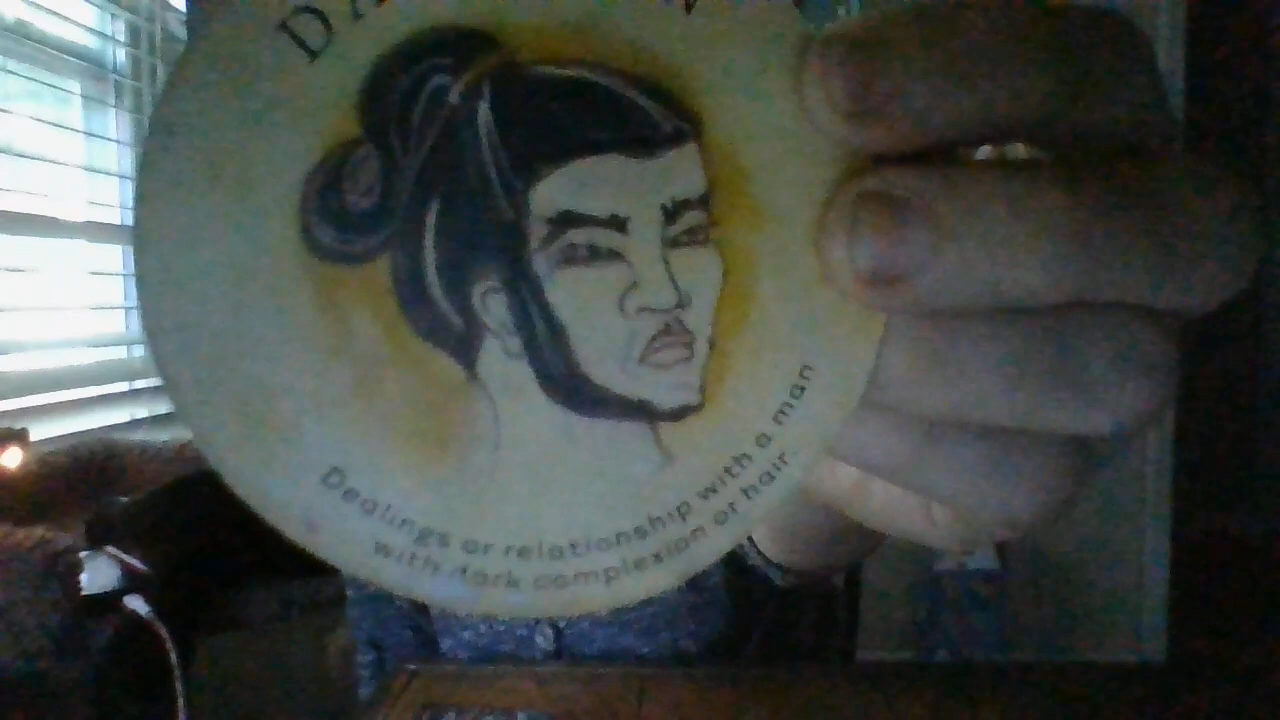 Dealings or relationship with a man
with dark complexion or hair.